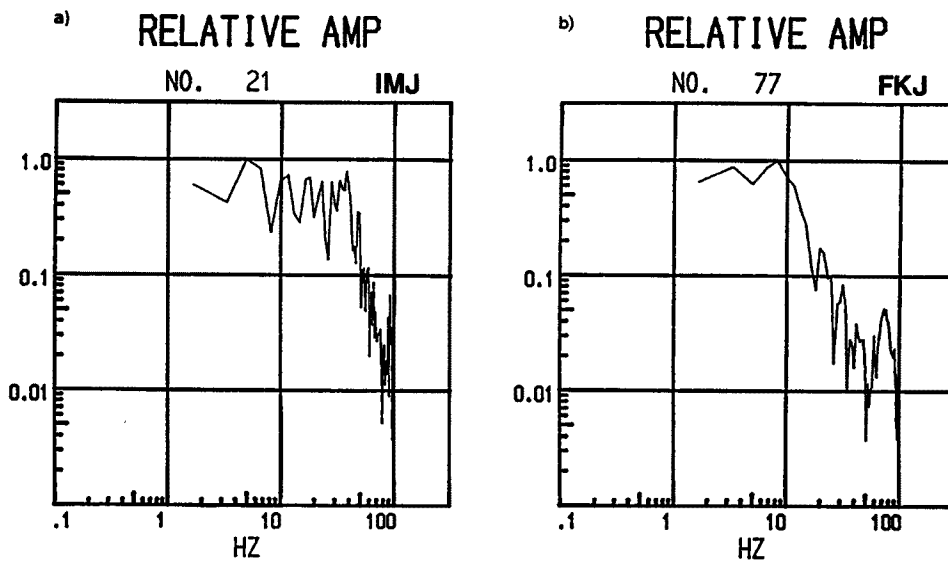 a)
RELATIVE AMP
NO. 21 IMJ
1.0
0.1
0.01
.1 1 10 100
HZ
b)
RELATIVE AMP
NO. 77 FKJ
1.0
0.1
0.01
.1 1 10 100
HZ